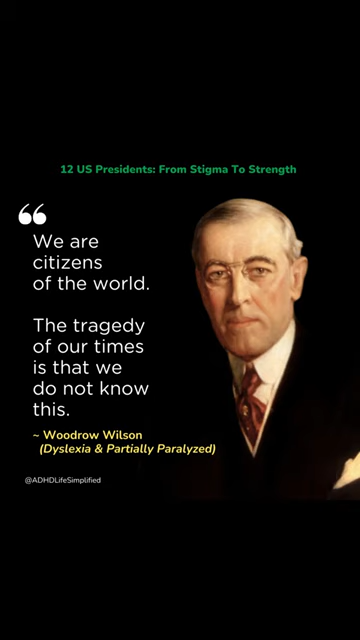 12 US Presidents: From Stigma To Strength
“
We are
citizens
of the world.
The tragedy
of our times
is that we
do not know
this.
~ Woodrow Wilson
(Dyslexia & Partially Paralyzed)
@ADHDLifeSimplified